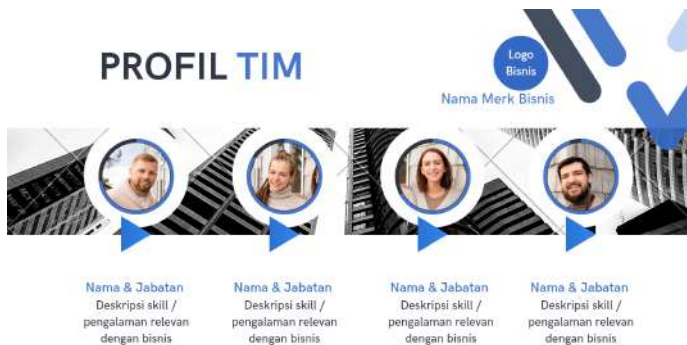 PROFIL TIM
Logo
Bisnis
Nama Merk Bisnis
Nama & Jabatan
Deskripsi skill /
pengalaman relevan
dengan bisnis
Nama & Jabatan
Deskripsi skill /
pengalaman relevan
dengan bisnis
Nama & Jabatan
Deskripsi skill /
pengalaman relevan
dengan bisnis
Nama & Jabatan
Deskripsi skill /
pengalaman relevan
dengan bisnis